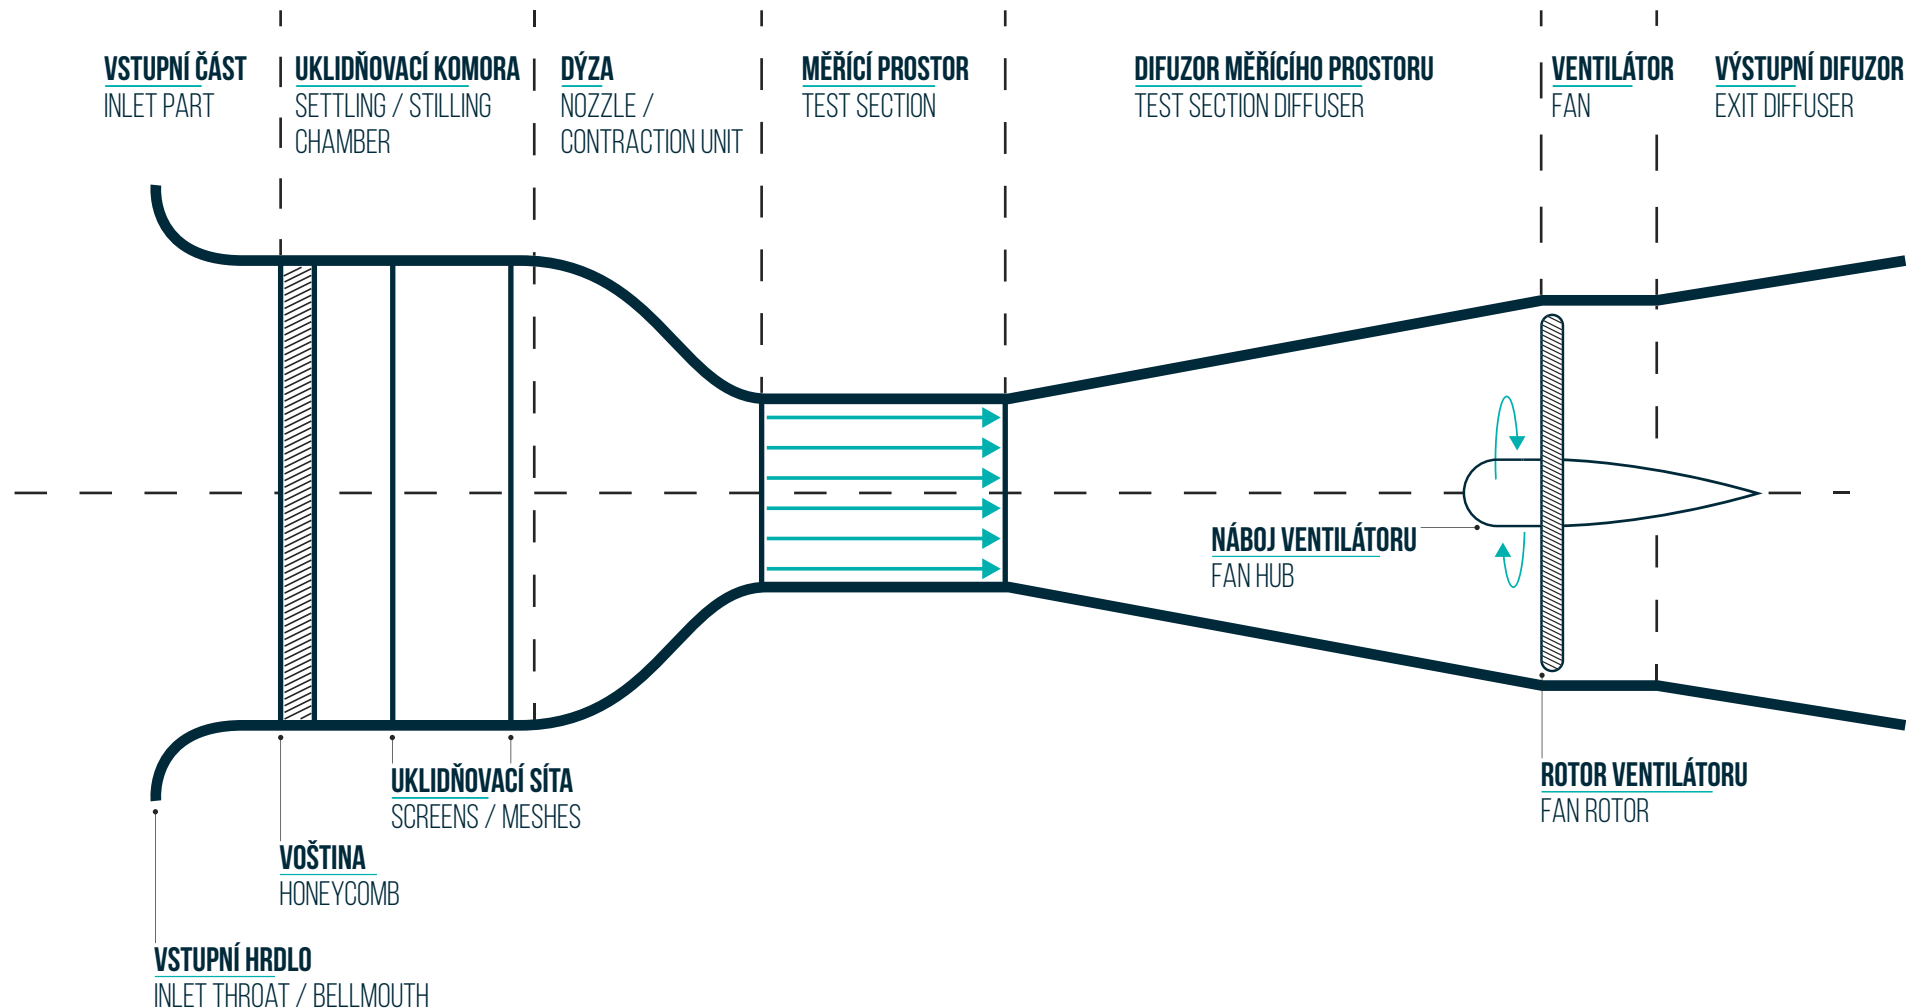 VSTUPNÍ ČÁST
INLET PART
UKLIDŇOVACÍ KOMORA
SETTLING / STILLING
CHAMBER
DÝZA
NOZZLE /
CONTRACTION UNIT
MĚŘÍCÍ PROSTOR
TEST SECTION
DIFUZOR MĚŘÍCÍHO PROSTORU
TEST SECTION DIFFUSER
VENTILÁTOR
FAN
VÝSTUPNÍ DIFUZOR
EXIT DIFFUSER
NÁBOJ VENTILÁTORU
FAN HUB
UKLIDŇOVACÍ SÍTA
SCREENS / MESHES
ROTOR VENTILÁTORU
FAN ROTOR
VOŠTINA
HONEYCOMB
VSTUPNÍ HRDLO
INLET THROAT / BELLMOUTH